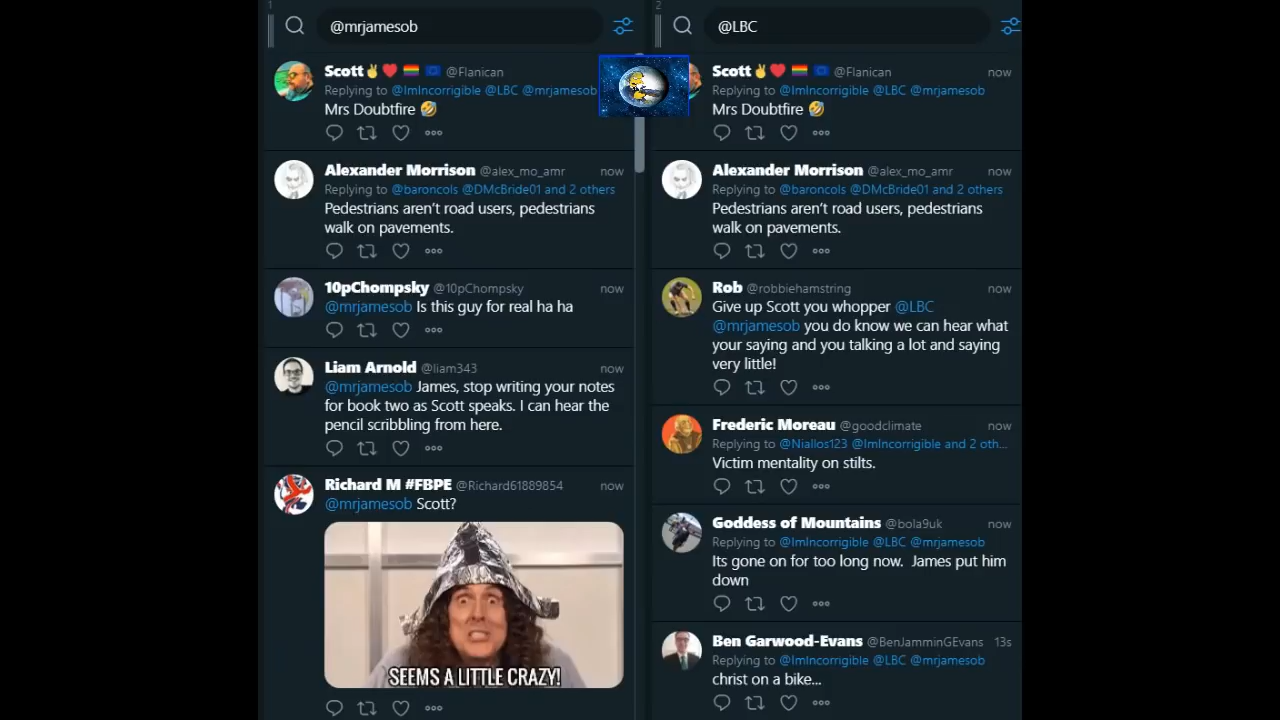 1
@mrjamesob
Scott✌❤️🏳️‍🌈🇪🇺 @Flanican
Replying to @ImIncorrigible @LBC @mrjamesob
Mrs Doubtfire 🤣
Alexander Morrison @alex_mo_amr now
Replying to @baroncols @DMcBride01 and 2 others
Pedestrians aren’t road users, pedestrians
walk on pavements.
10pChompsky @10pChompsky now
@mrjamesob Is this guy for real ha ha
Liam Arnold @liam343 now
@mrjamesob James, stop writing your notes
for book two as Scott speaks. I can hear the
pencil scribbling from here.
Richard M #FBPE @Richard61889854 now
@mrjamesob Scott?
SEEMS A LITTLE CRAZY!
2
@LBC
Scott✌❤️🏳️‍🌈🇪🇺 @Flanican now
Replying to @ImIncorrigible @LBC @mrjamesob
Mrs Doubtfire 🤣
Alexander Morrison @alex_mo_amr now
Replying to @baroncols @DMcBride01 and 2 others
Pedestrians aren’t road users, pedestrians
walk on pavements.
Rob @robbiehamstring now
Give up Scott you whopper @LBC
@mrjamesob you do know we can hear what
your saying and you talking a lot and saying
very little!
Frederic Moreau @goodclimate now
Replying to @Niallos123 @ImIncorrigible and 2 oth...
Victim mentality on stilts.
Goddess of Mountains @bola9uk now
Replying to @ImIncorrigible @LBC @mrjamesob
Its gone on for too long now. James put him
down
Ben Garwood-Evans @BenJamminGEvans 13s
Replying to @ImIncorrigible @LBC @mrjamesob
christ on a bike...